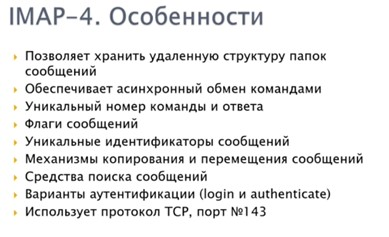 IMAP-4. Особенности
Позволяет хранить удаленную структуру папок
сообщений
Обеспечивает асинхронный обмен командами
Уникальный номер команды и ответа
Флаги сообщений
Уникальные идентификаторы сообщений
Механизмы копирования и перемещения сообщений
Средства поиска сообщений
Варианты аутентификации (login и authenticate)
Использует протокол TCP, порт №143